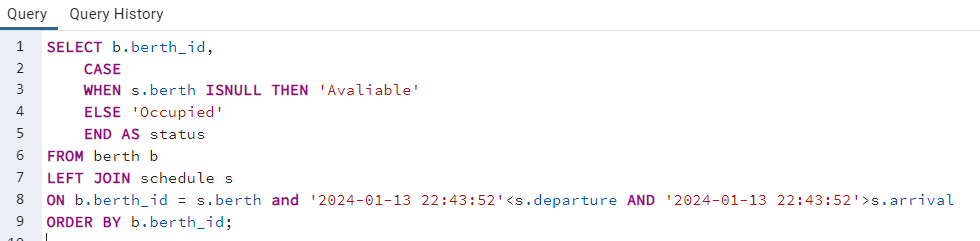 Query Query History
1 SELECT b.berth_id,
2 CASE
3 WHEN s.berth ISNULL THEN 'Avaliable'
4 ELSE 'Occupied'
5 END AS status
6 FROM berth b
7 LEFT JOIN schedule s
8 ON b.berth_id = s.berth and '2024-01-13 22:43:52'<s.departure AND '2024-01-13 22:43:52'>s.arrival
9 ORDER BY b.berth_id;